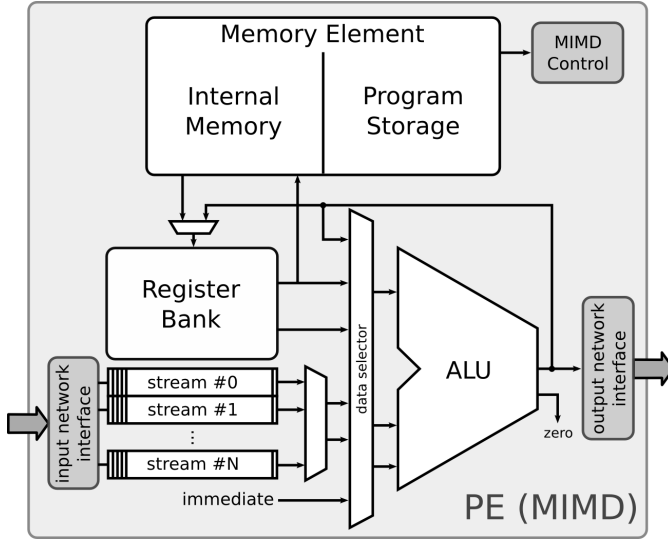 Memory Element
MIMD
Control
Internal
Memory
Program
Storage
Register
Bank
data selector
ALU
input network
interface
stream #0
stream #1
...
stream #N
immediate
zero
output network
interface
PE (MIMD)